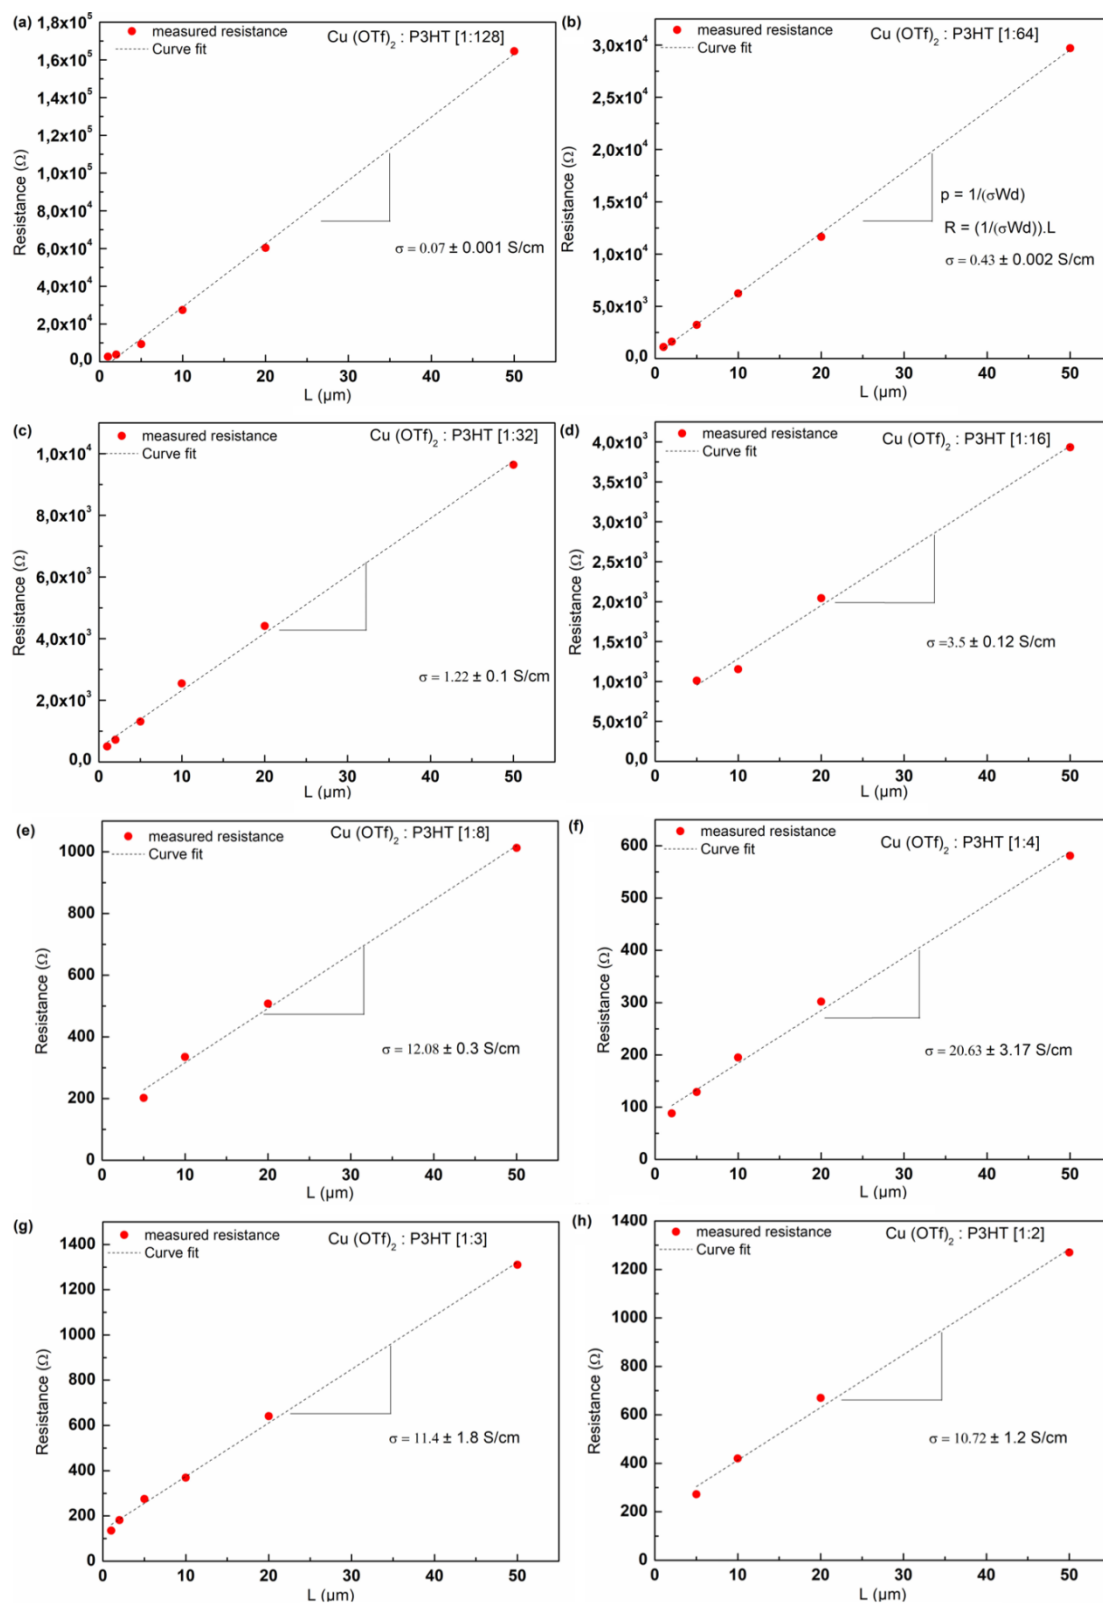 (a)
measured resistance
Curve fit
Cu (OTf)2 : P3HT [1:128]
1,8x10^5
1,6x10^5
1,4x10^5
1,2x10^5
1,0x10^5
8,0x10^4
6,0x10^4
4,0x10^4
2,0x10^4
0,0
Resistance (Ω)
σ = 0.07 ± 0.001 S/cm
0 10 20 30 40 50
L (µm)
(b)
measured resistance
Curve fit
Cu (OTf)2 : P3HT [1:64]
3,0x10^4
2,5x10^4
2,0x10^4
1,5x10^4
1,0x10^4
5,0x10^3
0,0
Resistance (Ω)
p = 1/(σWd)
R = (1/(σWd)).L
σ = 0.43 ± 0.002 S/cm
0 10 20 30 40 50
L (µm)
(c)
measured resistance
Curve fit
Cu (OTf)2 : P3HT [1:32]
1,0x10^4
8,0x10^3
6,0x10^3
4,0x10^3
2,0x10^3
0,0
Resistance (Ω)
σ = 1.22 ± 0.1 S/cm
0 10 20 30 40 50
L (µm)
(d)
measured resistance
Curve fit
Cu (OTf)2 : P3HT [1:16]
4,0x10^3
3,5x10^3
3,0x10^3
2,5x10^3
2,0x10^3
1,5x10^3
1,0x10^3
5,0x10^2
0,0
Resistance (Ω)
σ =3.5 ± 0.12 S/cm
0 10 20 30 40 50
L (µm)
(e)
measured resistance
Curve fit
Cu (OTf)2 : P3HT [1:8]
1000
800
600
400
200
0
Resistance (Ω)
σ = 12.08 ± 0.3 S/cm
0 10 20 30 40 50
L (µm)
(f)
measured resistance
Curve fit
Cu (OTf)2 : P3HT [1:4]
600
500
400
300
200
100
0
Resistance (Ω)
σ = 20.63 ± 3.17 S/cm
0 10 20 30 40 50
L (µm)
(g)
measured resistance
Curve fit
Cu (OTf)2 : P3HT [1:3]
1400
1200
1000
800
600
400
200
0
Resistance (Ω)
σ = 11.4 ± 1.8 S/cm
0 10 20 30 40 50
L (µm)
(h)
measured resistance
Curve fit
Cu (OTf)2 : P3HT [1:2]
1400
1200
1000
800
600
400
200
0
Resistance (Ω)
σ = 10.72 ± 1.2 S/cm
0 10 20 30 40 50
L (µm)